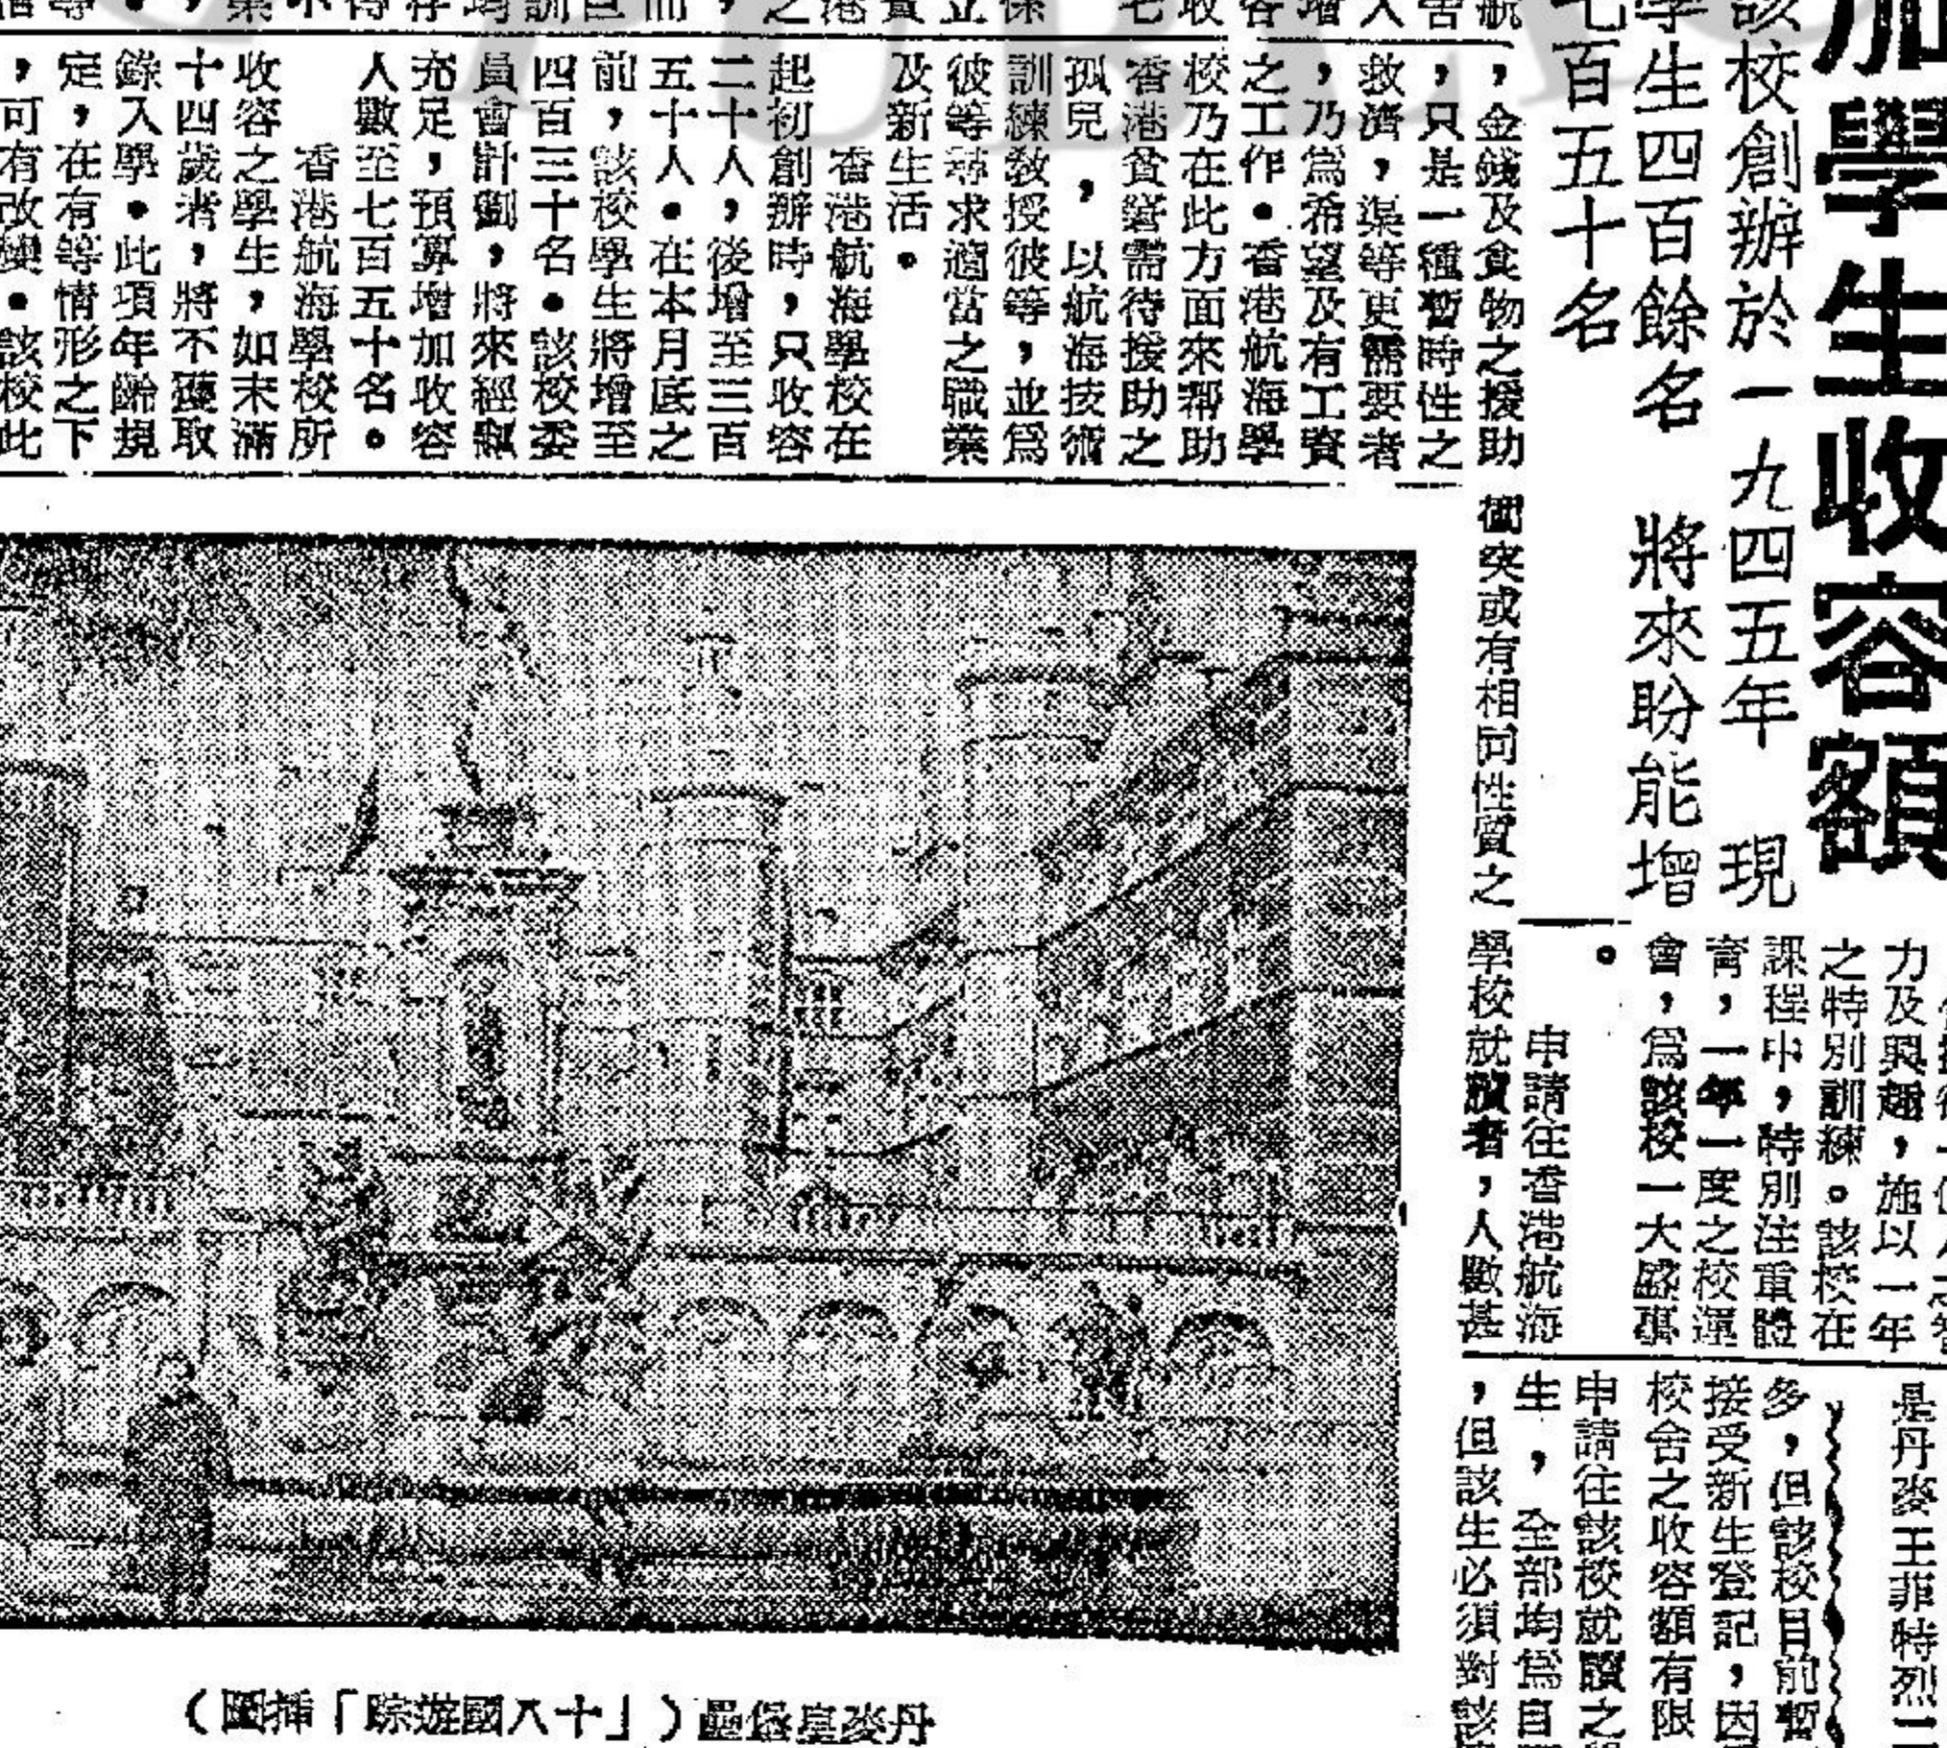 加學生收容額
該校創辦於一九四五年 現
學生四百餘名 將來盼能增
七百五十名
，金錢及食物之援助
，只是一種暫時性之
救濟，渠等更需要者
，乃為希望及有工資
之工作。香港航海學
校乃在此方面來幫助
香港貧窘需待援助之
孤兒，以航海技術
訓練教授彼等，並為
彼等尋求適當之職業
及新生活。
香港航海學校在
起初創辦時，只收容
二十人，後增至三百
五十人。在本月底之
前，該校學生將增至
四百三十名。該校委
員會計劃，將來經
充足，預算增加收容
人數至七百五十名。
香港航海學校所
收容之學生，如未滿
十四歲者，將不獲取
錄入學。此項年齡規
定，在有等情形之下
，可有改變。該校此
衝突或有相同性質之
力及興趣，施以一年
之特別訓練。該校在
課程中，特別注重體
育，一年一度之校運
會，為該校一大盛事
。
申請往香港航海
學校就讀者，人數甚
多，但該校目前暫
接受新生登記，因
校舍之收容額有限
申請往該校就讀之
生，全部均為自
，但該生必須對該
是丹麥王菲特烈
丹麥皇堡壘（「十八國遊踪」插圖）